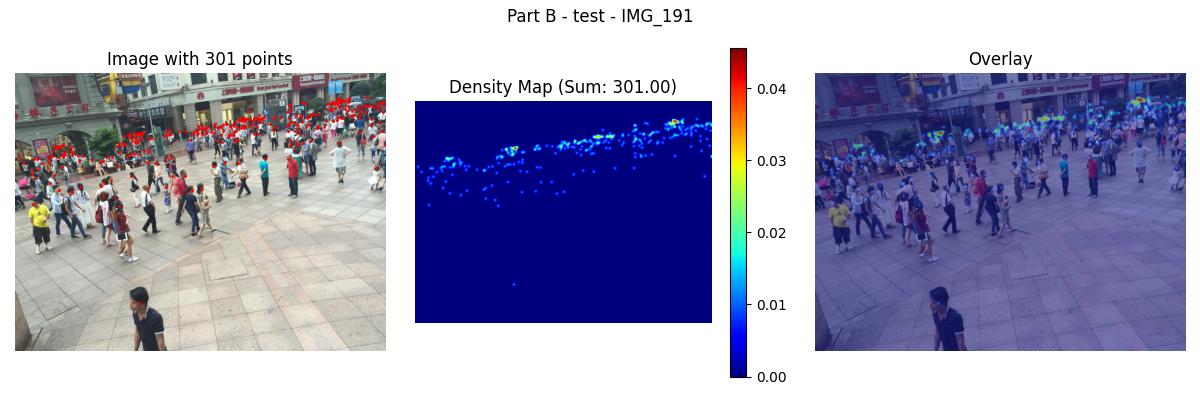 Part B - test - IMG_191
Image with 301 points
Density Map (Sum: 301.00)
Overlay
0.04
0.03
0.02
0.01
0.00